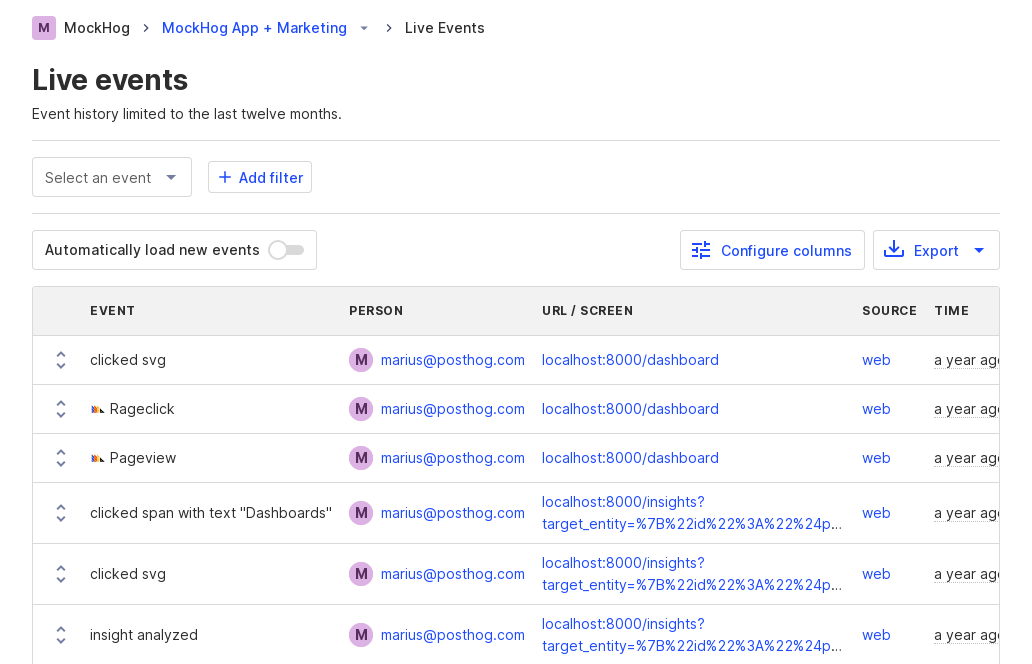 M MockHog MockHog App + Marketing Live Events
Live events
Event history limited to the last twelve months.
Select an event Add filter
Automatically load new events Configure columns Export
EVENT PERSON URL / SCREEN SOURCE TIME
clicked svg M marius@posthog.com localhost:8000/dashboard web a year ago
Rageclick M marius@posthog.com localhost:8000/dashboard web a year ago
Pageview M marius@posthog.com localhost:8000/dashboard web a year ago
clicked span with text "Dashboards" M marius@posthog.com localhost:8000/insights?
target_entity=%7B%22id%22%3A%22%24p... web a year ago
clicked svg M marius@posthog.com localhost:8000/insights?
target_entity=%7B%22id%22%3A%22%24p... web a year ago
insight analyzed M marius@posthog.com localhost:8000/insights?
target_entity=%7B%22id%22%3A%22%24p... web a year ago